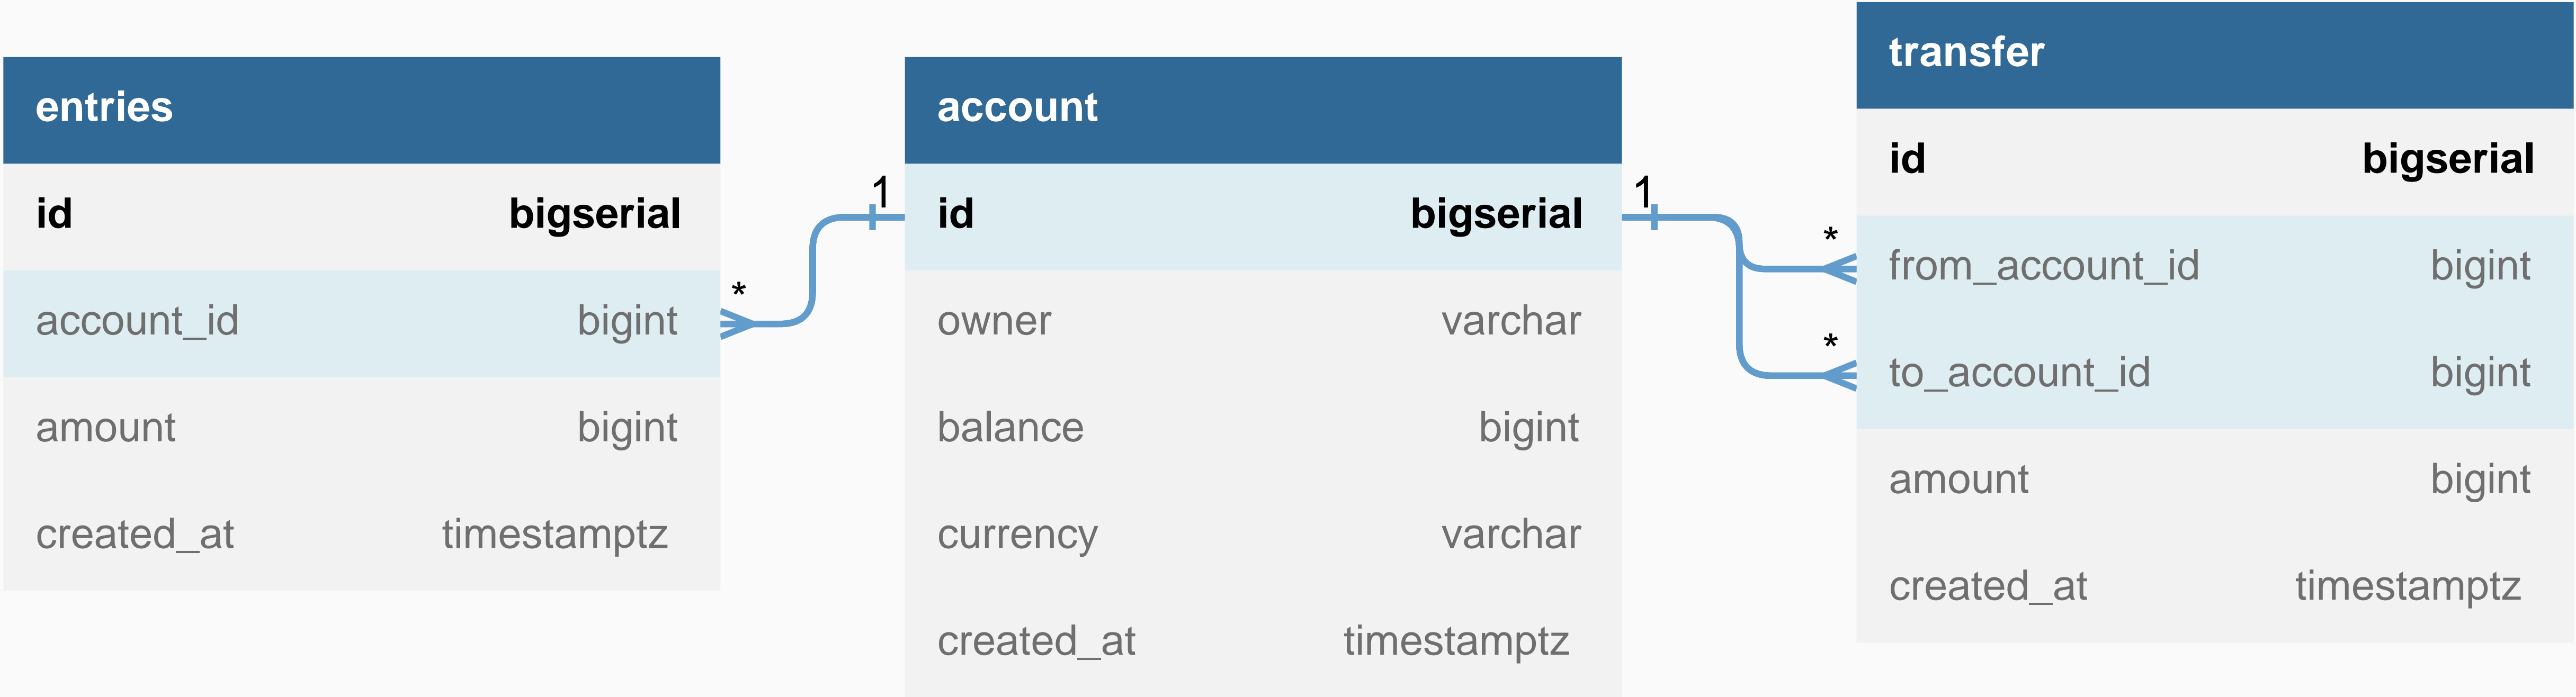 entries
id bigserial
account_id bigint
amount bigint
created_at timestamptz
*
1
account
id bigserial
owner varchar
balance bigint
currency varchar
created_at timestamptz
1
*
*
transfer
id bigserial
from_account_id bigint
to_account_id bigint
amount bigint
created_at timestamptz